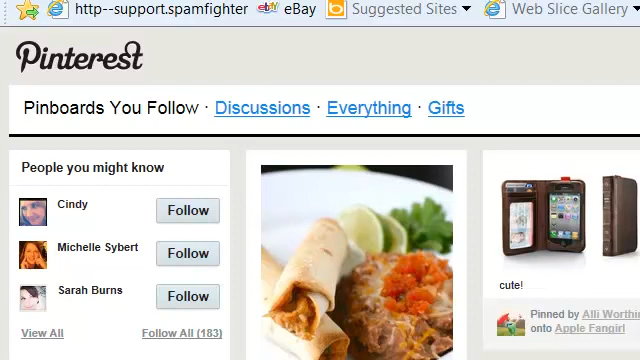 http--support.spamfighter eBay Suggested Sites Web Slice Gallery
Pinterest
Pinboards You Follow · Discussions · Everything · Gifts
People you might know
Cindy Follow
Michelle Sybert Follow
Sarah Burns Follow
View All Follow All (183)
cute!
Pinned by Alli Worthin
onto Apple Fangirl